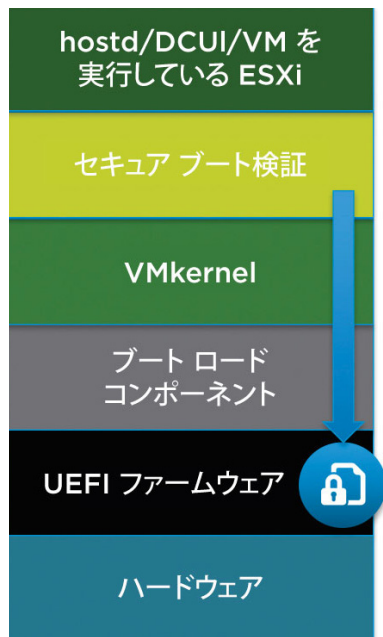 hostd/DCUI/VM を
実行している ESXi
セキュア ブート検証
VMkernel
ブート ロード
コンポーネント
UEFI ファームウェア
ハードウェア